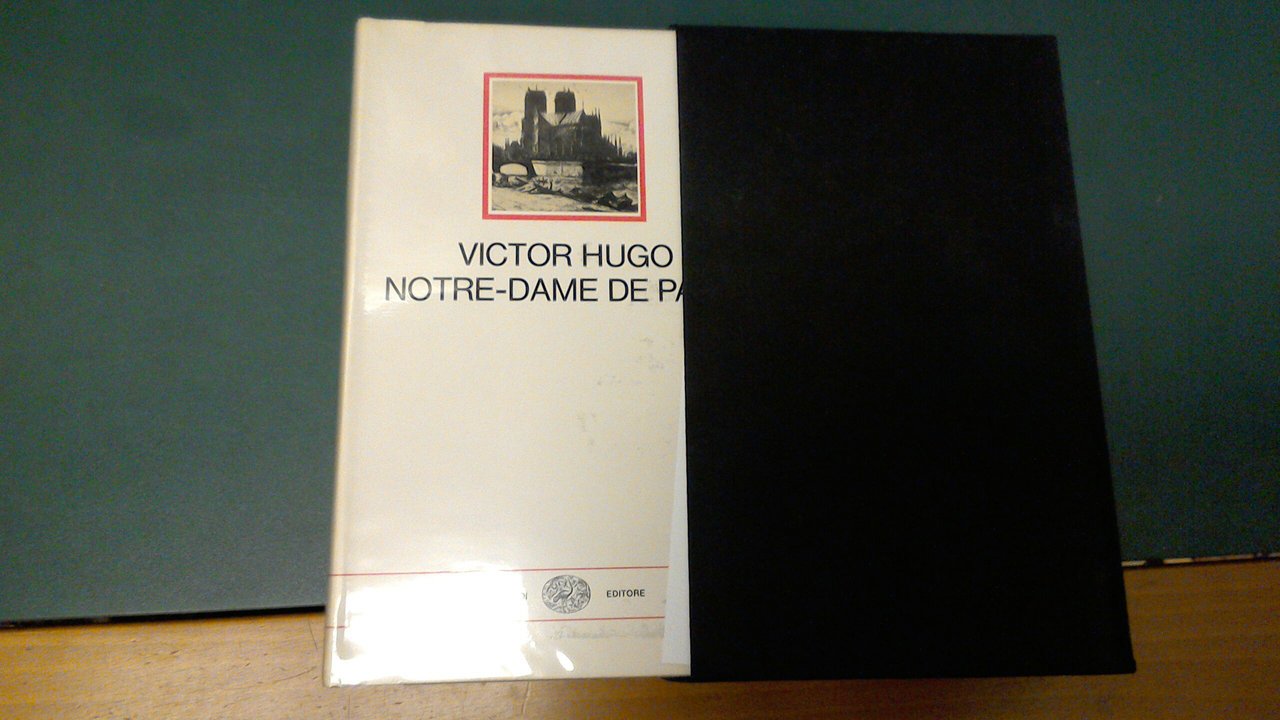 VICTOR HUGO
NOTRE-DAME DE PA
EDITORE